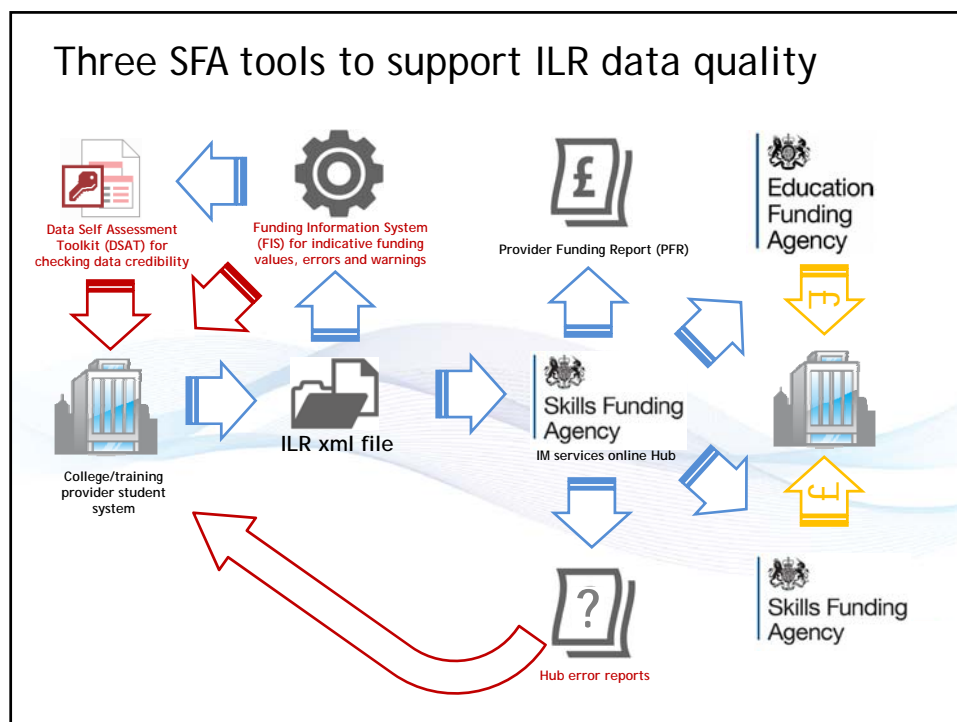 Three SFA tools to support ILR data quality
Data Self Assessment
Toolkit (DSAT) for
checking data credibility
Funding Information System
(FIS) for indicative funding
values, errors and warnings
£
Provider Funding Report (PFR)
Education
Funding
Agency
£
College/training
provider student
system
ILR xml file
Skills Funding
Agency
IM services online Hub
£
?
Hub error reports
Skills Funding
Agency